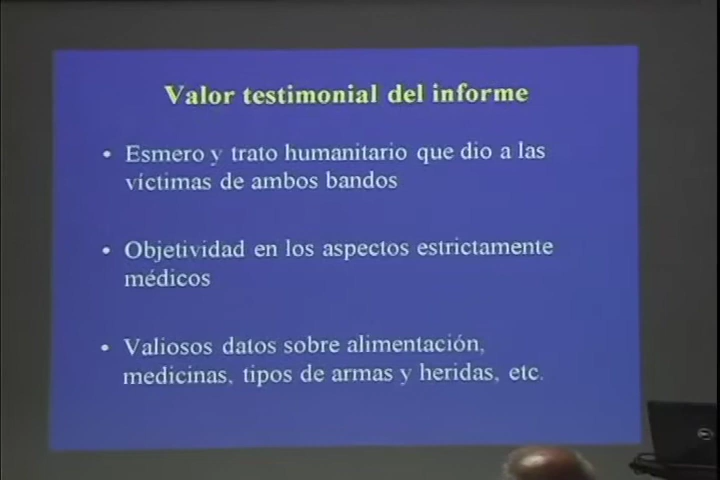 Valor testimonial del informe
• Esmero y trato humanitario que dio a las
víctimas de ambos bandos
• Objetividad en los aspectos estrictamente
médicos
• Valiosos datos sobre alimentación,
medicinas, tipos de armas y heridas, etc.